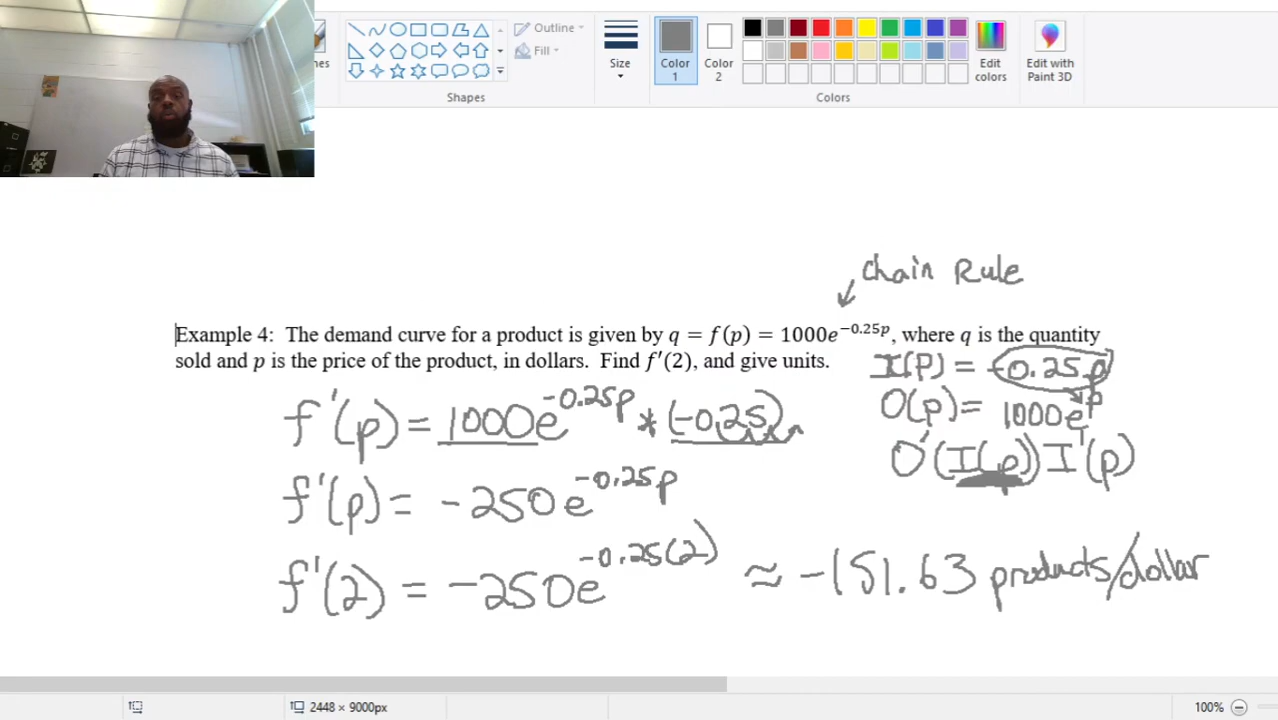 Outline
Fill
Size
Color 1
Color 2
Edit colors
Edit with Paint 3D
Shapes
Colors
Chain Rule
Example 4: The demand curve for a product is given by q = f(p) = 1000e^{-0.25p}, where q is the quantity
sold and p is the price of the product, in dollars. Find f′(2), and give units.
I(p) = -0.25p
O(p) = 1000e^p
O'(I(p)) I'(p)
f'(p) = 1000e^{-0.25p} * (-0.25)
f'(p) = -250e^{-0.25p}
f'(2) = -250e^{-0.25(2)} ≈ -151.63 products/dollar
2448 × 9000px
100%